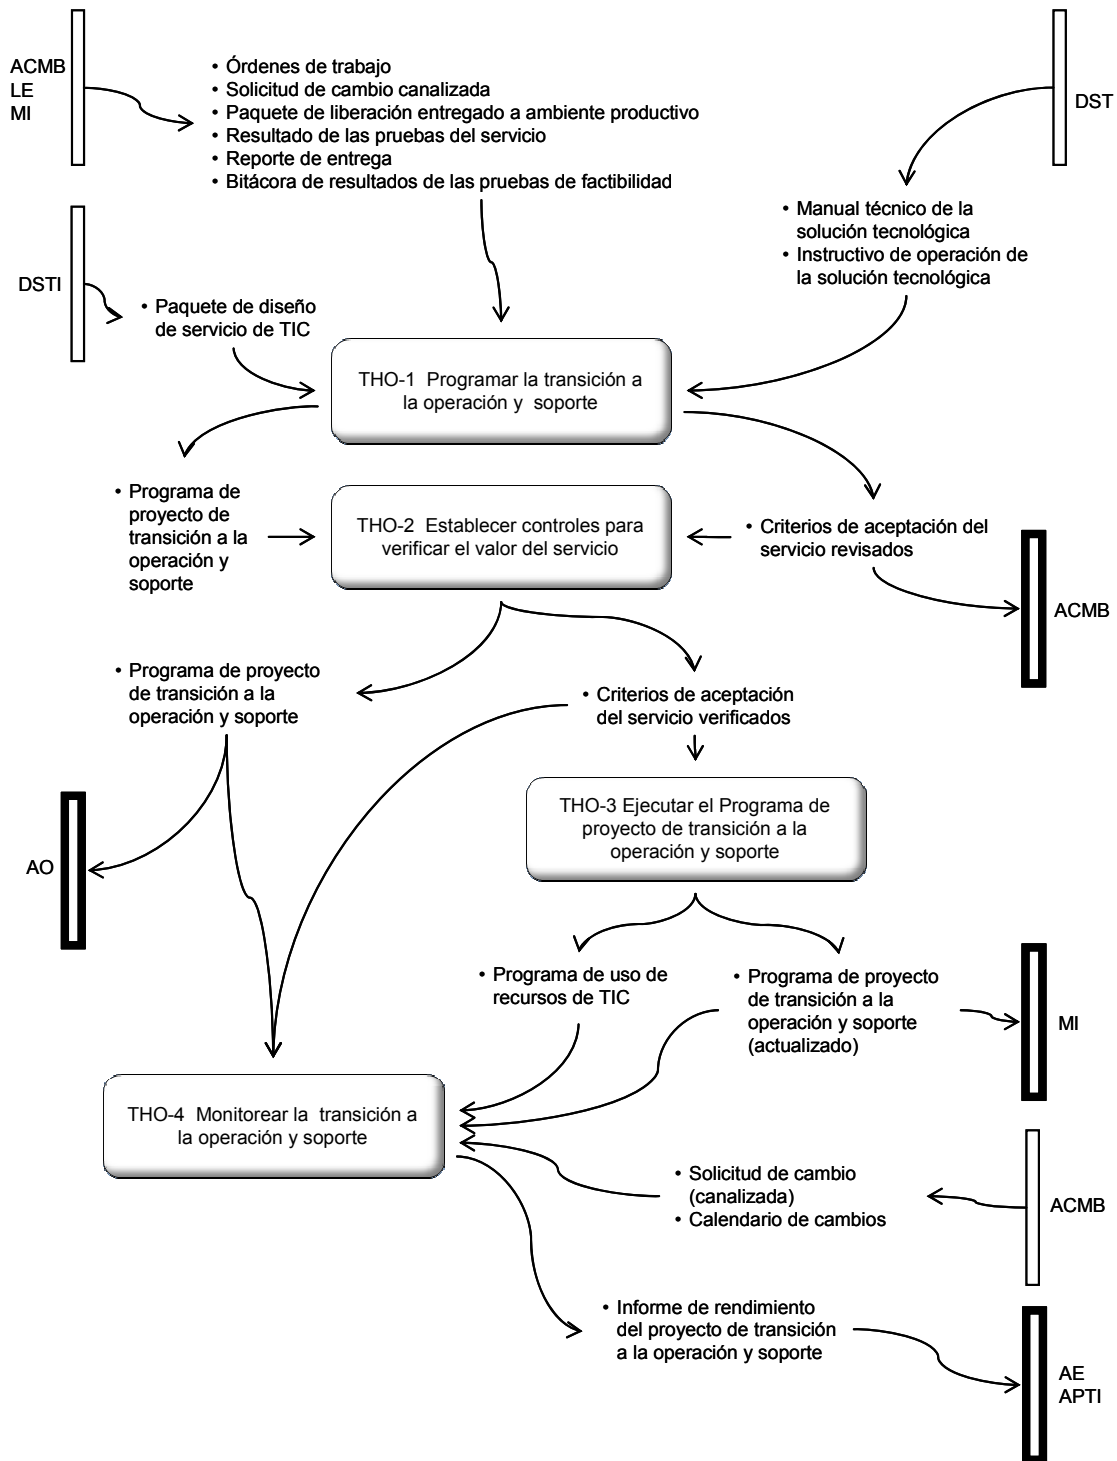 ACMB
LE
MI
• Órdenes de trabajo
• Solicitud de cambio canalizada
• Paquete de liberación entregado a ambiente productivo
• Resultado de las pruebas del servicio
• Reporte de entrega
• Bitácora de resultados de las pruebas de factibilidad
DST
• Manual técnico de la
solución tecnológica
• Instructivo de operación de
la solución tecnológica
DSTI
• Paquete de diseño
de servicio de TIC
THO-1 Programar la transición a
la operación y soporte
• Programa de
proyecto de
transición a la
operación y
soporte
THO-2 Establecer controles para
verificar el valor del servicio
• Criterios de aceptación del
servicio revisados
ACMB
• Programa de proyecto
de transición a la
operación y soporte
• Criterios de aceptación
del servicio verificados
THO-3 Ejecutar el Programa de
proyecto de transición a la
operación y soporte
AO
• Programa de uso de
recursos de TIC
• Programa de proyecto
de transición a la
operación y soporte
(actualizado)
MI
THO-4 Monitorear la transición a
la operación y soporte
• Solicitud de cambio
(canalizada)
• Calendario de cambios
ACMB
• Informe de rendimiento
del proyecto de transición
a la operación y soporte
AE
APTI